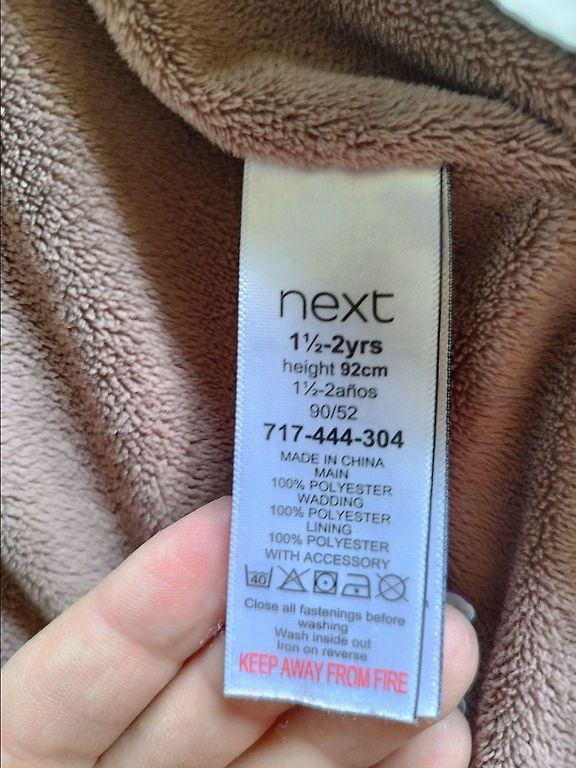 next
1½-2yrs
height 92cm
1½-2años
90/52
717-444-304
MADE IN CHINA
MAIN
100% POLYESTER
WADDING
100% POLYESTER
LINING
100% POLYESTER
WITH ACCESSORY
40
Close all fastenings before
washing
Wash inside out
Iron on reverse
KEEP AWAY FROM FIRE